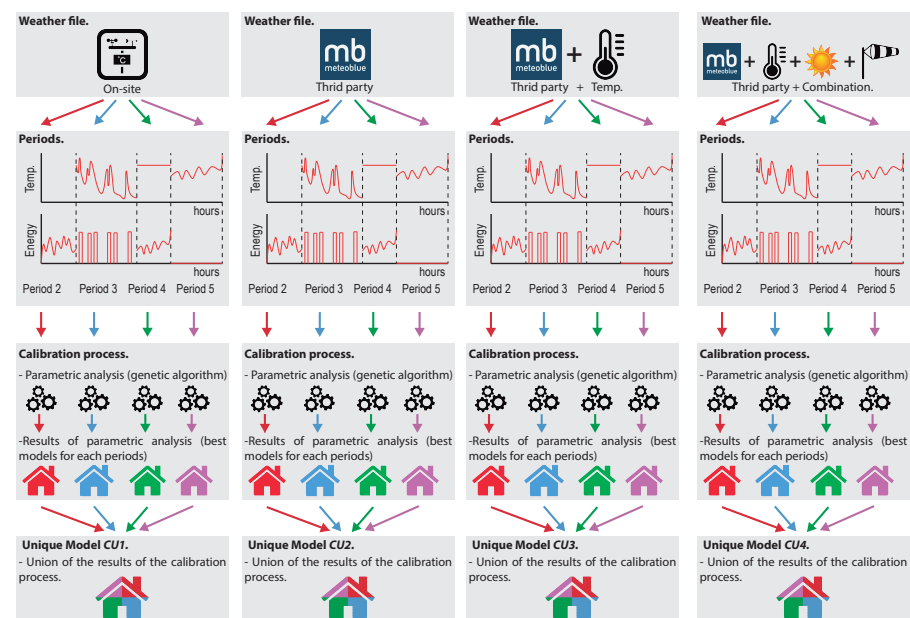 Weather file.
°C
On-site
Periods.
Temp.
hours
Energy
hours
Period 2 Period 3 Period 4 Period 5
Calibration process.
- Parametric analysis (genetic algorithm)
-Results of parametric analysis (best
models for each periods)
Unique Model CU1.
- Union of the results of the calibration
process.
Weather file.
mb
meteoblue
Thrid party
Periods.
Temp.
hours
Energy
hours
Period 2 Period 3 Period 4 Period 5
Calibration process.
- Parametric analysis (genetic algorithm)
-Results of parametric analysis (best
models for each periods)
Unique Model CU2.
- Union of the results of the calibration
process.
Weather file.
mb
meteoblue
+
Thrid party + Temp.
Periods.
Temp.
hours
Energy
hours
Period 2 Period 3 Period 4 Period 5
Calibration process.
- Parametric analysis (genetic algorithm)
-Results of parametric analysis (best
models for each periods)
Unique Model CU3.
- Union of the results of the calibration
process.
Weather file.
mb
meteoblue
+ + +
Thrid party + Combination.
Periods.
Temp.
hours
Energy
hours
Period 2 Period 3 Period 4 Period 5
Calibration process.
- Parametric analysis (genetic algorithm)
-Results of parametric analysis (best
models for each periods)
Unique Model CU4.
- Union of the results of the calibration
process.